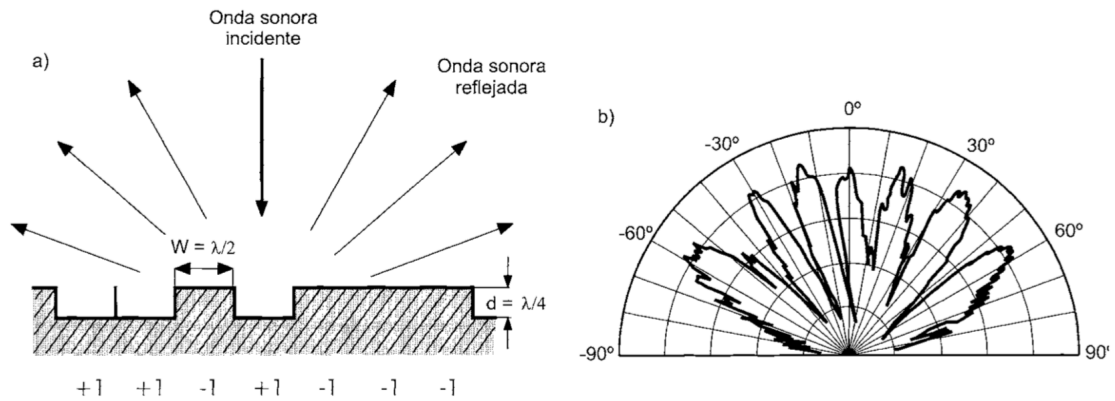 Onda sonora
incidente
a)
Onda sonora
reflejada
W = λ/2
d = λ/4
+1 +1 -1 +1 -1 -1 -1
b)
0º
-30º
30º
-60º
60º
-90º
90º